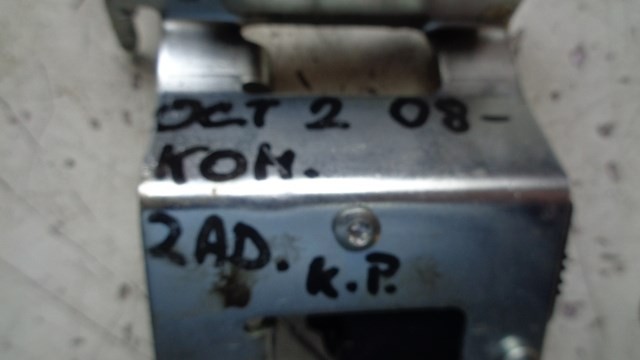 OCT 2 08-
KOM.
ZAD.
K.P.